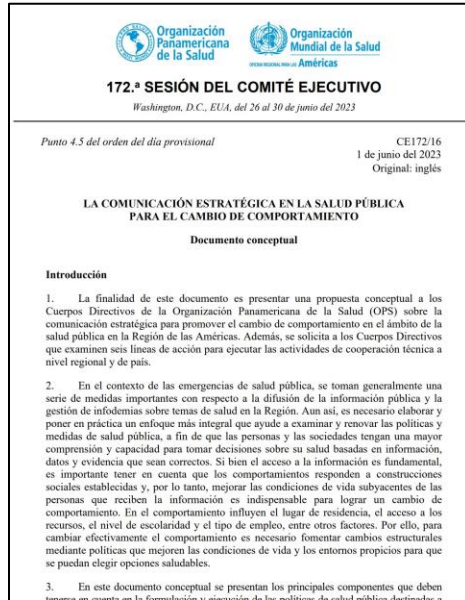 Organización
Panamericana
de la Salud
Organización
Mundial de la Salud
OFICINA REGIONAL PARA LAS Américas
172.ª SESIÓN DEL COMITÉ EJECUTIVO
Washington, D.C., EUA, del 26 al 30 de junio del 2023
Punto 4.5 del orden del día provisional
CE172/16
1 de junio del 2023
Original: inglés
LA COMUNICACIÓN ESTRATÉGICA EN LA SALUD PÚBLICA
PARA EL CAMBIO DE COMPORTAMIENTO
Documento conceptual
Introducción
1. La finalidad de este documento es presentar una propuesta conceptual a los
Cuerpos Directivos de la Organización Panamericana de la Salud (OPS) sobre la
comunicación estratégica para promover el cambio de comportamiento en el ámbito de la
salud pública en la Región de las Américas. Además, se solicita a los Cuerpos Directivos
que examinen seis líneas de acción para ejecutar las actividades de cooperación técnica a
nivel regional y de país.
2. En el contexto de las emergencias de salud pública, se toman generalmente una
serie de medidas importantes con respecto a la difusión de la información pública y la
gestión de infodemias sobre temas de salud en la Región. Aun así, es necesario elaborar y
poner en práctica un enfoque más integral que ayude a examinar y renovar las políticas y
medidas de salud pública, a fin de que las personas y las sociedades tengan una mayor
comprensión y capacidad para tomar decisiones sobre su salud basadas en información,
datos y evidencia que sean correctos. Si bien el acceso a la información es fundamental,
es importante tener en cuenta que los comportamientos responden a construcciones
sociales establecidas y, por lo tanto, mejorar las condiciones de vida subyacentes de las
personas que reciben la información es indispensable para lograr un cambio de
comportamiento. En el comportamiento influyen el lugar de residencia, el acceso a los
recursos, el nivel de escolaridad y el tipo de empleo, entre otros factores. Por ello, para
cambiar efectivamente el comportamiento es necesario fomentar cambios estructurales
mediante políticas que mejoren las condiciones de vida y los entornos propicios para que
se puedan elegir opciones saludables.
3. En este documento conceptual se presentan los principales componentes que deben
tenerse en cuenta en la formulación y ejecución de las políticas de salud pública destinadas a